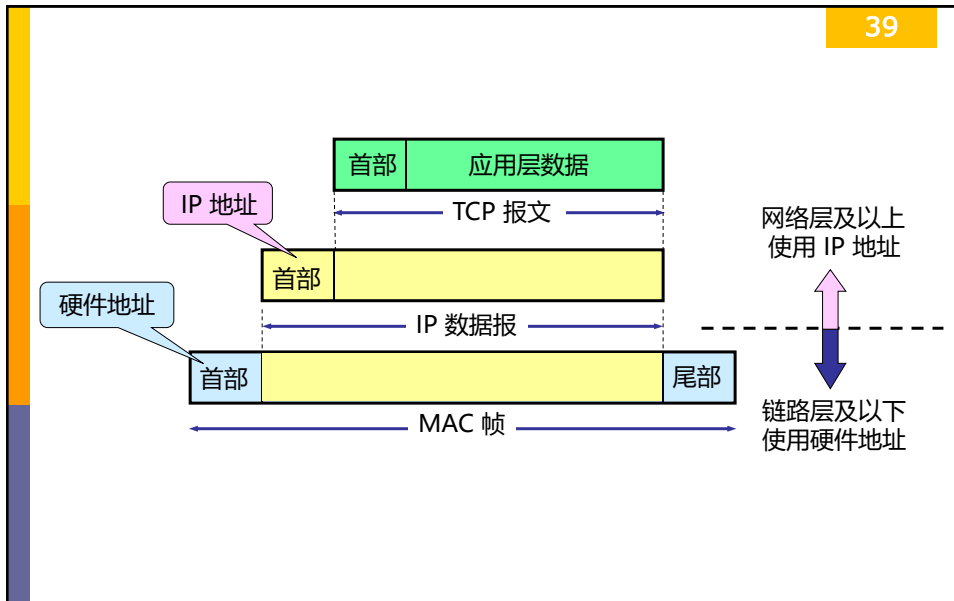 39
首部
应用层数据
TCP 报文
IP 地址
首部
IP 数据报
硬件地址
首部
尾部
MAC 帧
网络层及以上
使用 IP 地址
链路层及以下
使用硬件地址